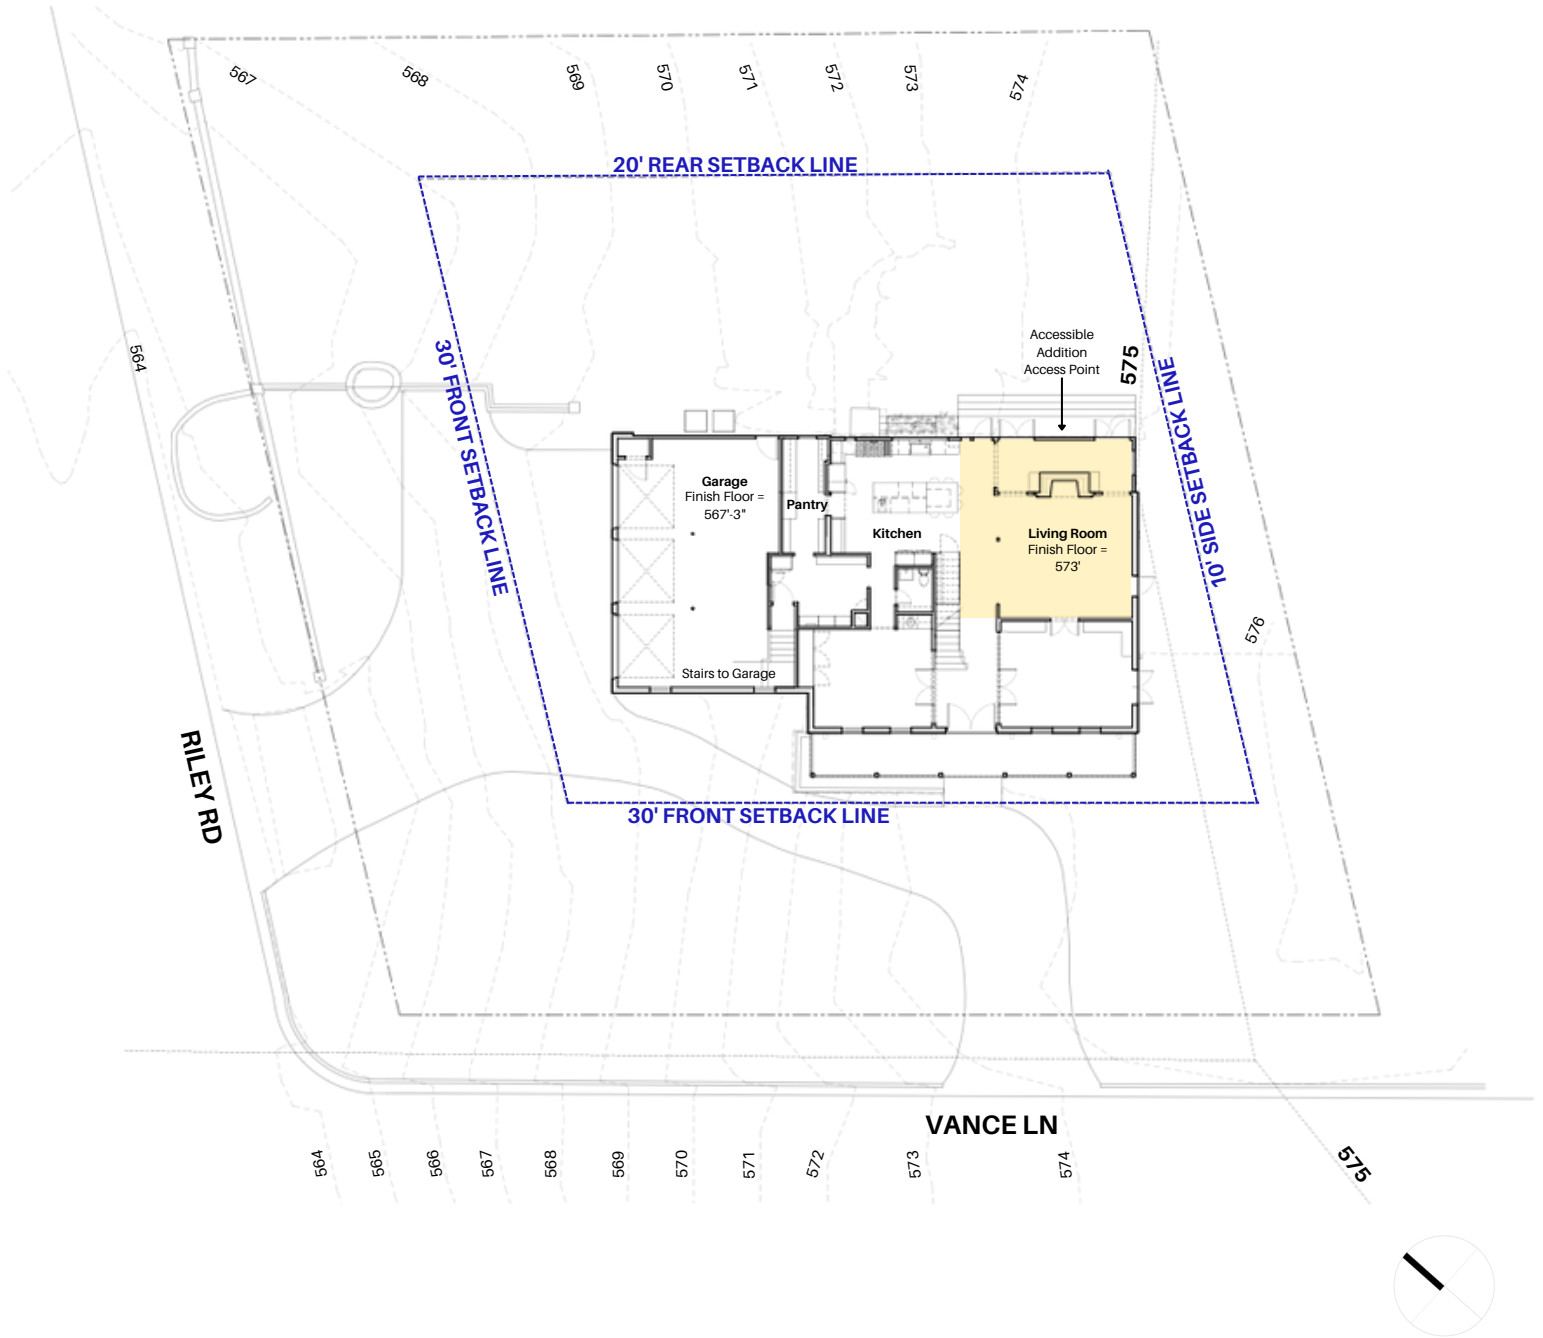 567
568
569
570
571
572
573
574
20' REAR SETBACK LINE
564
30' FRONT SETBACK LINE
Accessible
Addition
Access Point
575
10' SIDE SETBACK LINE
Garage
Finish Floor =
567'-3"
Pantry
Kitchen
Living Room
Finish Floor =
573'
576
Stairs to Garage
RILEY RD
30' FRONT SETBACK LINE
VANCE LN
564
565
566
567
568
569
570
571
572
573
574
575